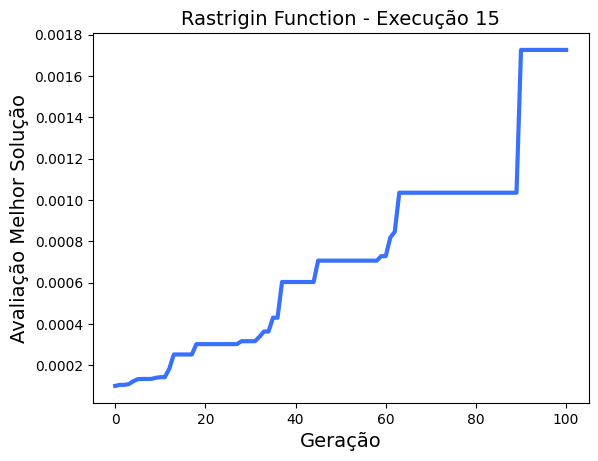 Rastrigin Function - Execução 15
Avaliação Melhor Solução
0.0018
0.0016
0.0014
0.0012
0.0010
0.0008
0.0006
0.0004
0.0002
0 20 40 60 80 100
Geração